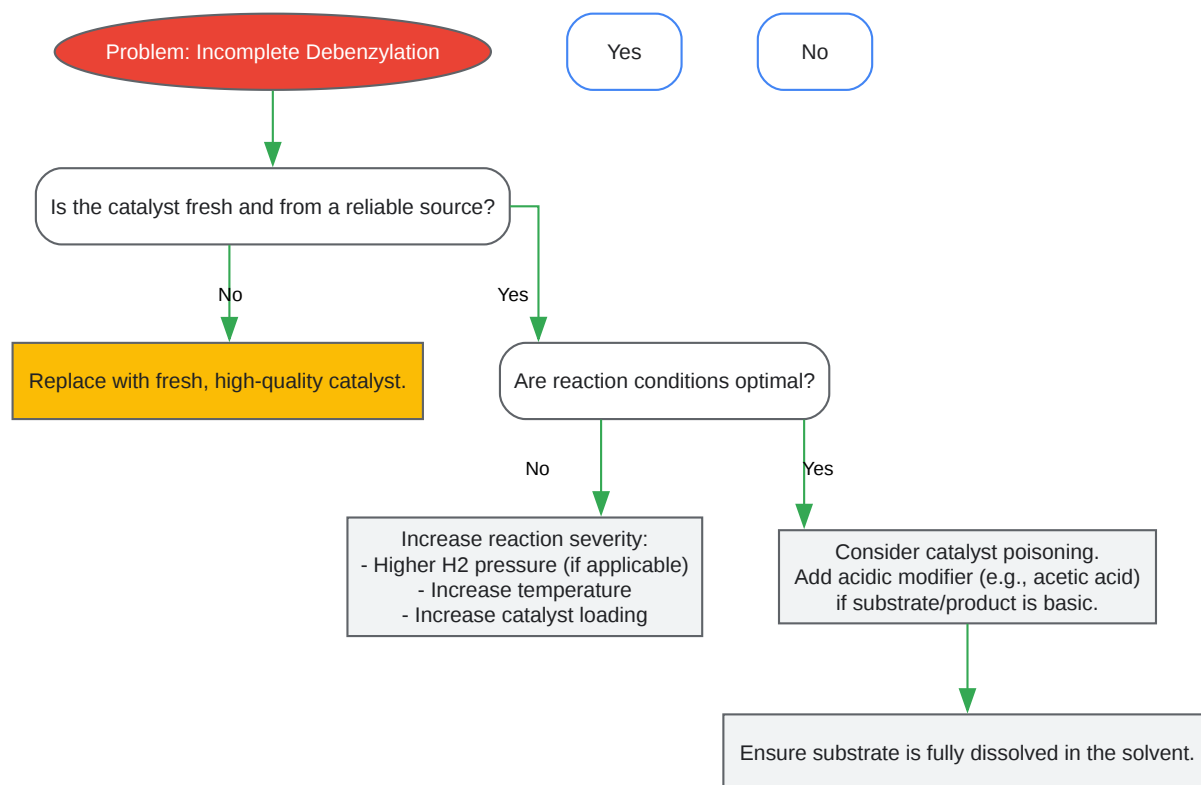 Problem: Incomplete Debenzylation
Yes
No
Is the catalyst fresh and from a reliable source?
No
Yes
Replace with fresh, high-quality catalyst.
Are reaction conditions optimal?
No
Yes
Increase reaction severity:
- Higher H2 pressure (if applicable)
- Increase temperature
- Increase catalyst loading
Consider catalyst poisoning.
Add acidic modifier (e.g., acetic acid)
if substrate/product is basic.
Ensure substrate is fully dissolved in the solvent.